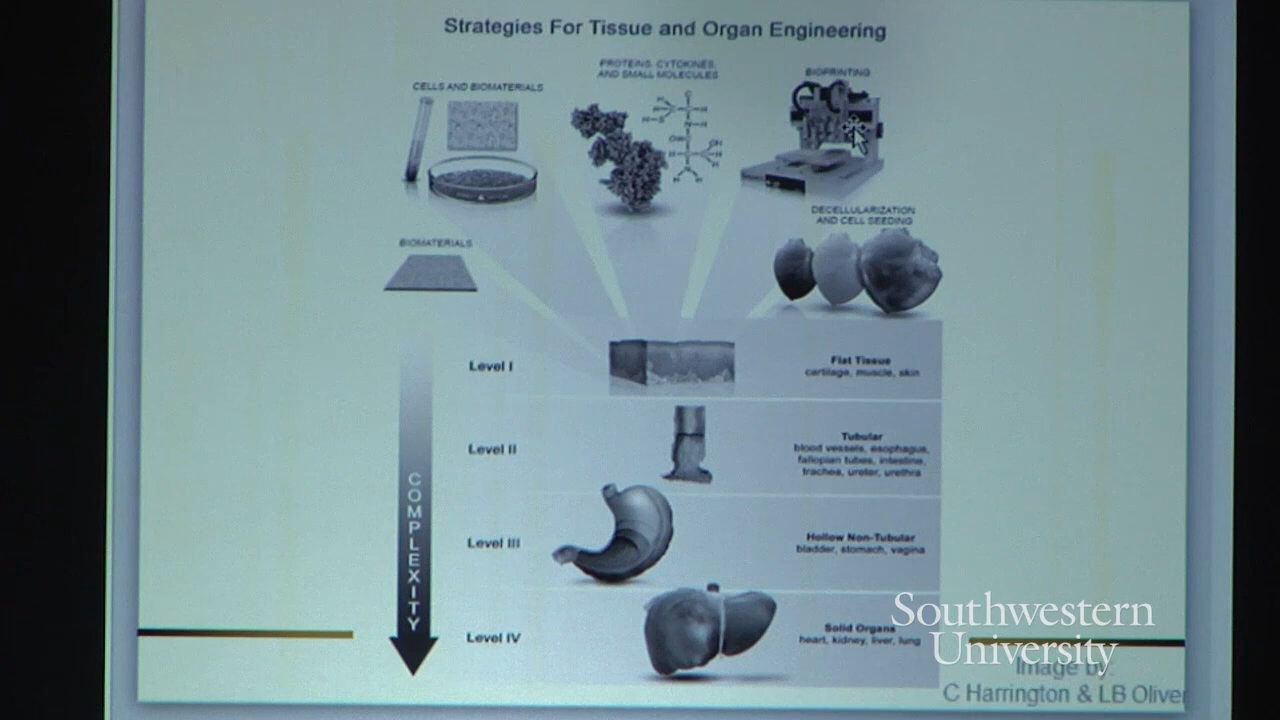 Strategies For Tissue and Organ Engineering
PROTEINS, CYTOKINES,
AND SMALL MOLECULES
BIOPRINTING
CELLS AND BIOMATERIALS
DECELLULARIZATION
AND CELL SEEDING
BIOMATERIALS
Level I
Flat Tissue
cartilage, muscle, skin
Level II
Tubular
blood vessels, esophagus,
fallopian tubes, intestine,
trachea, ureter, urethra
COMPLEXITY
Level III
Hollow Non-Tubular
bladder, stomach, vagina
Level IV
Solid Organs
heart, kidney, liver, lung
Southwestern
University
Image by:
C Harrington & LB Oliver